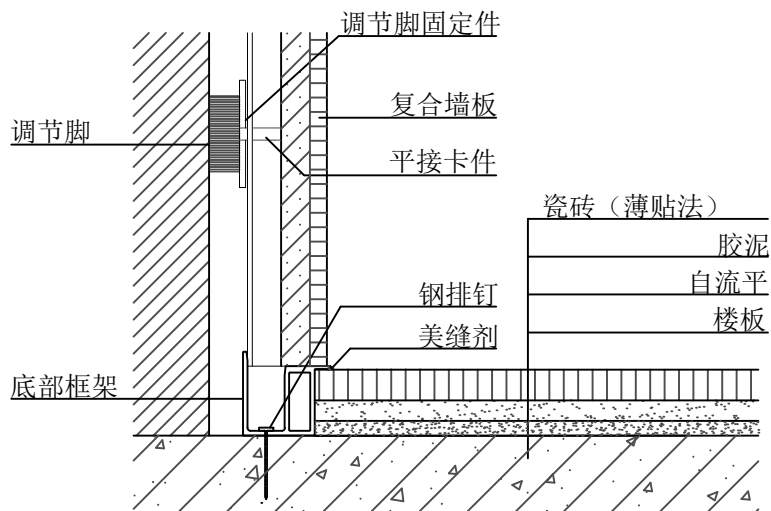 调节脚固定件
复合墙板
调节脚
平接卡件
瓷砖（薄贴法）
胶泥
自流平
楼板
钢排钉
美缝剂
底部框架